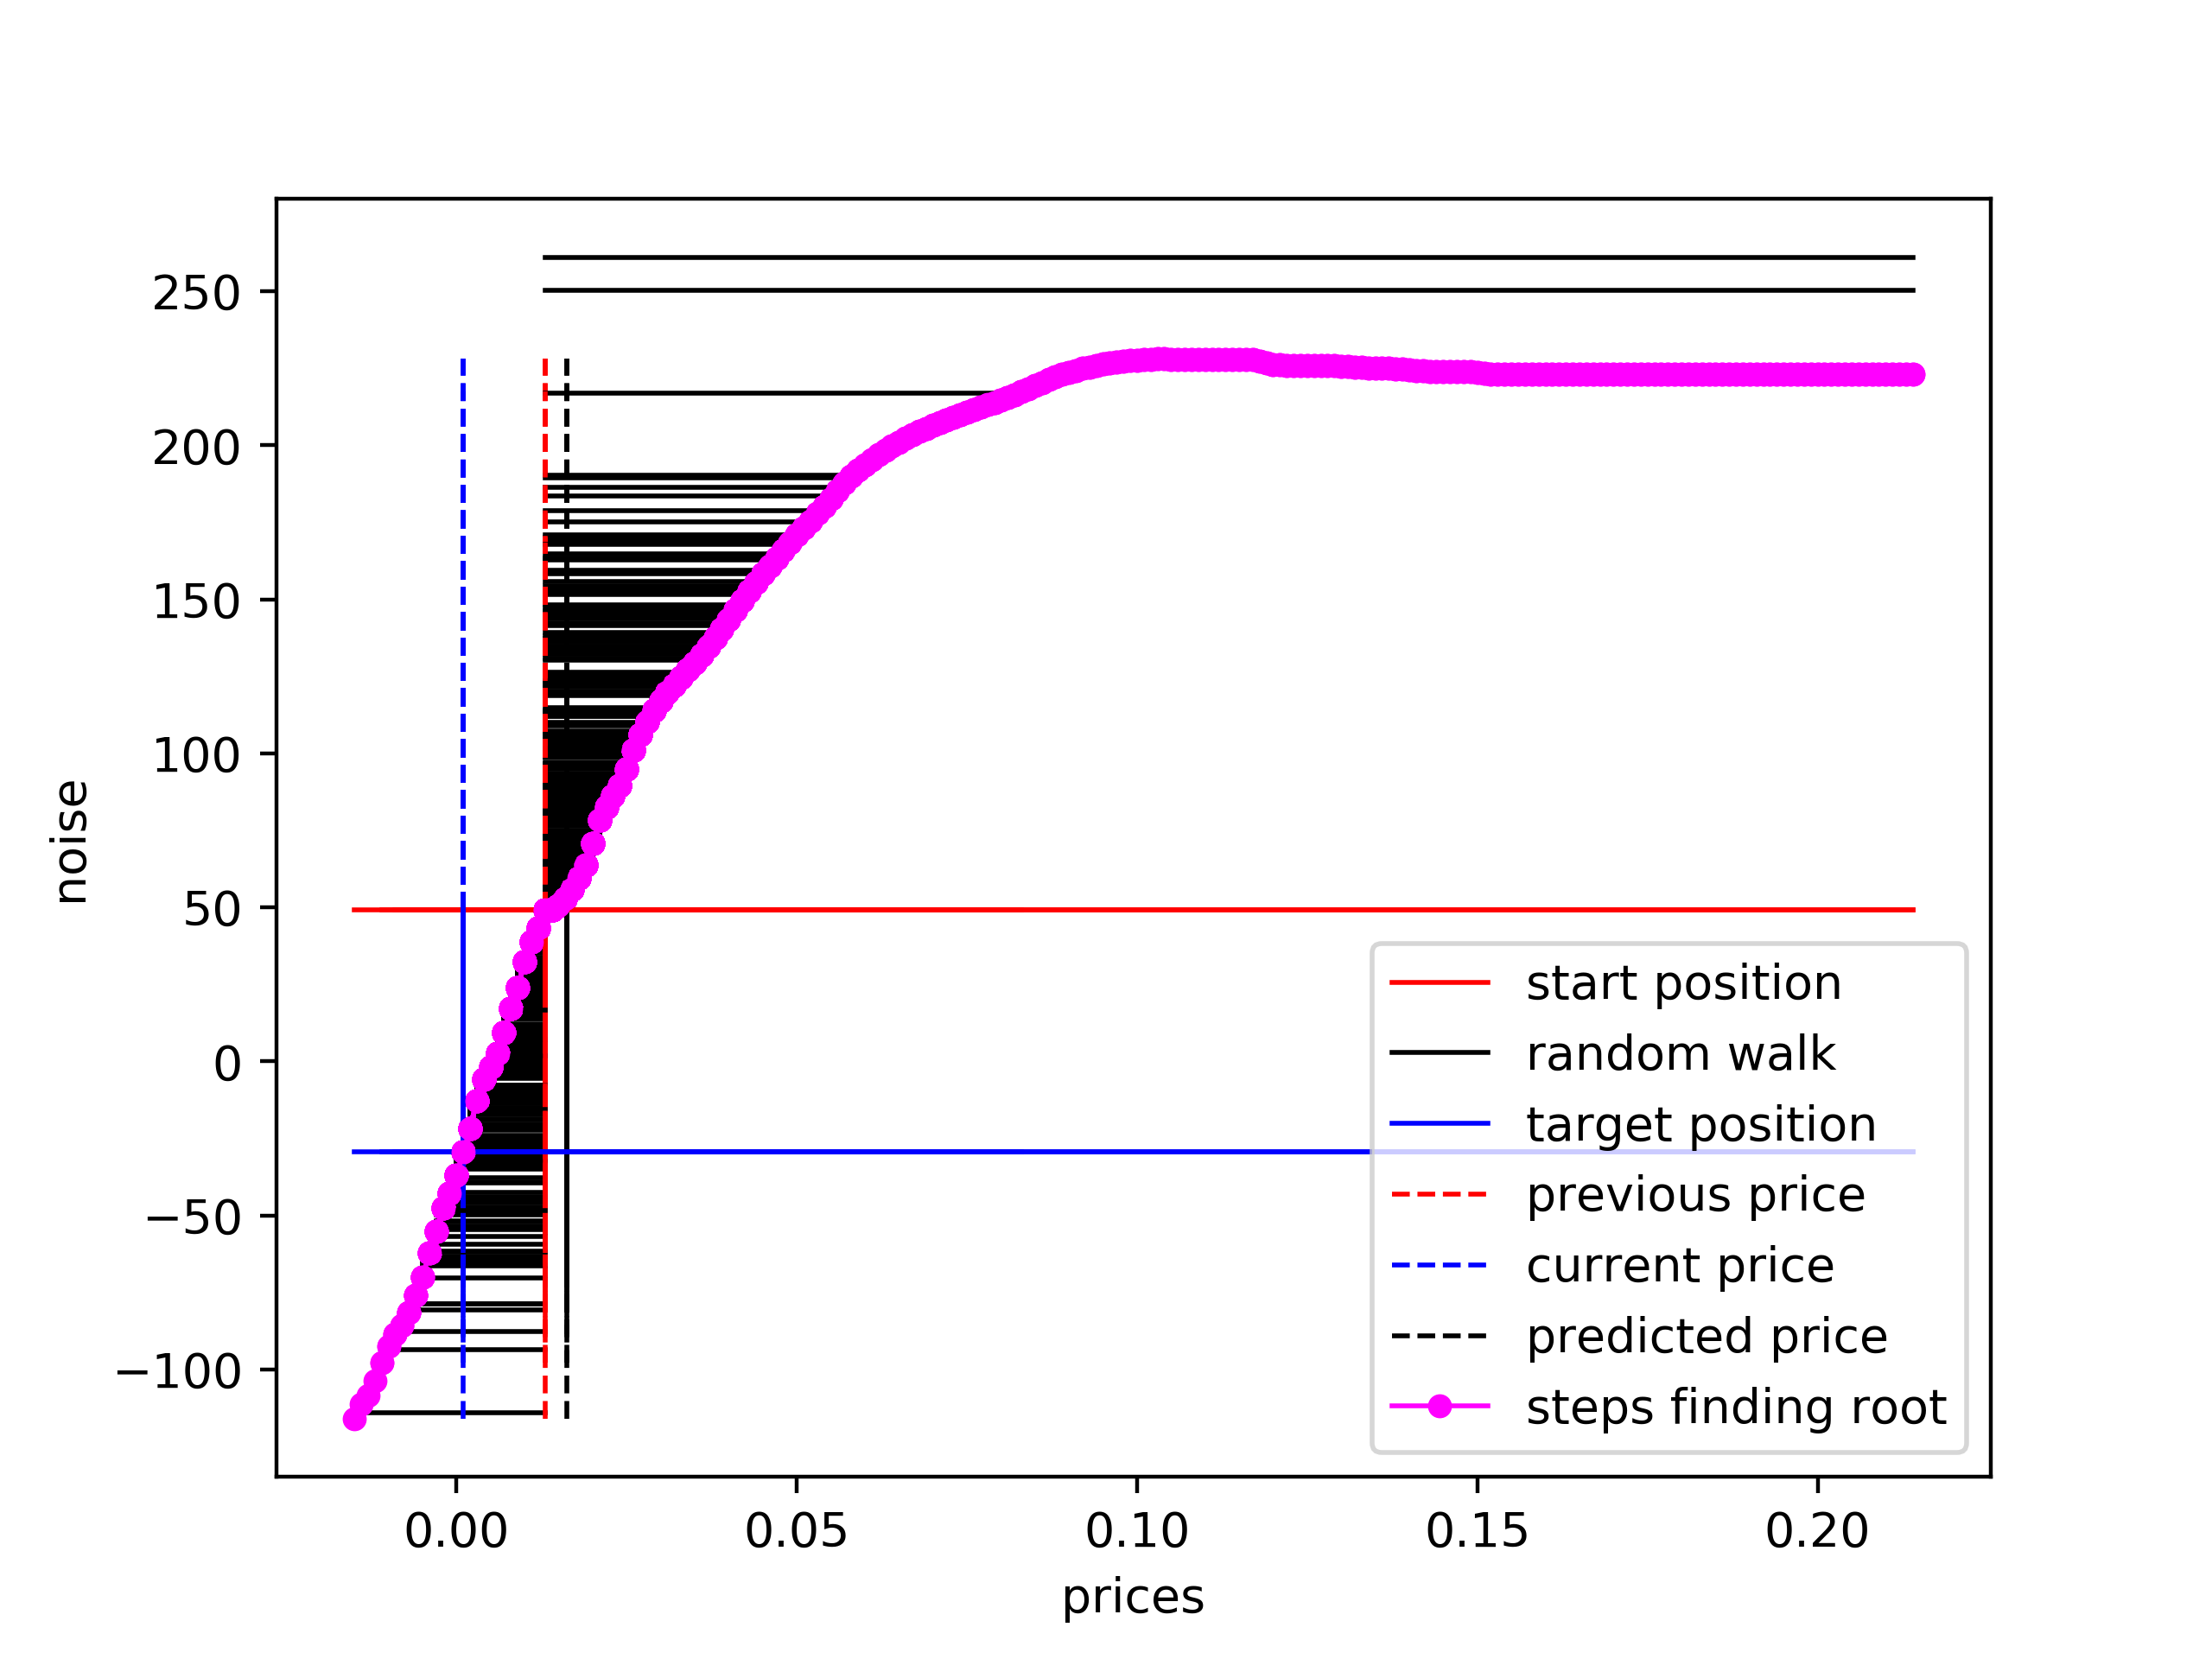 250
200
150
100
50
0
−50
−100
noise
0.00 0.05 0.10 0.15 0.20
prices
start position
random walk
target position
previous price
current price
predicted price
steps finding root